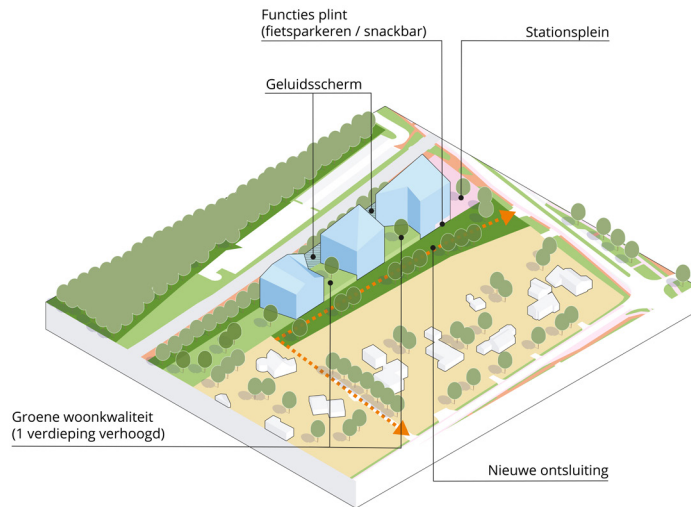 Functies plint
(fietsparkeren / snackbar)
Stationsplein
Geluidsscherm
Groene woonkwaliteit
(1 verdieping verhoogd)
Nieuwe ontsluiting